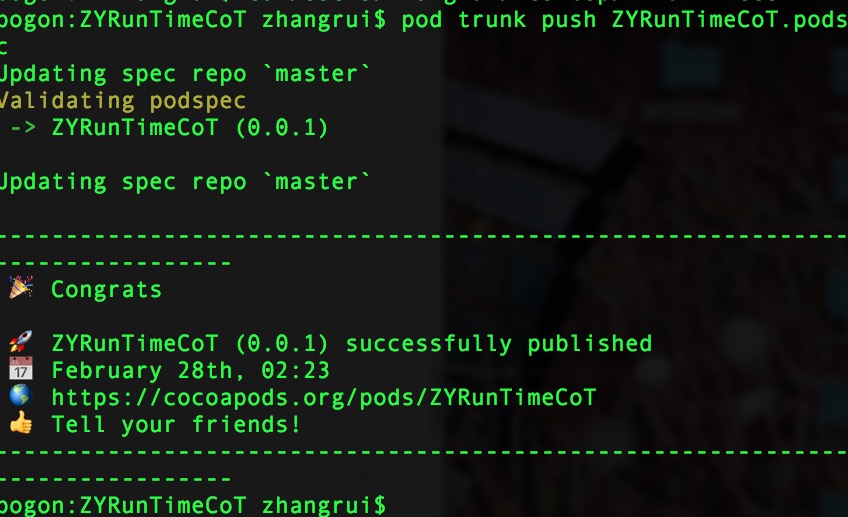 bogon:ZYRunTimeCoT zhangrui$ pod trunk push ZYRunTimeCoT.pods
c
Updating spec repo `master`
Validating podspec
-> ZYRunTimeCoT (0.0.1)
Updating spec repo `master`
--------------------------------------------------------------------------------
🎉 Congrats
🚀 ZYRunTimeCoT (0.0.1) successfully published
📅 February 28th, 02:23
🌎 https://cocoapods.org/pods/ZYRunTimeCoT
👍 Tell your friends!
--------------------------------------------------------------------------------
bogon:ZYRunTimeCoT zhangrui$